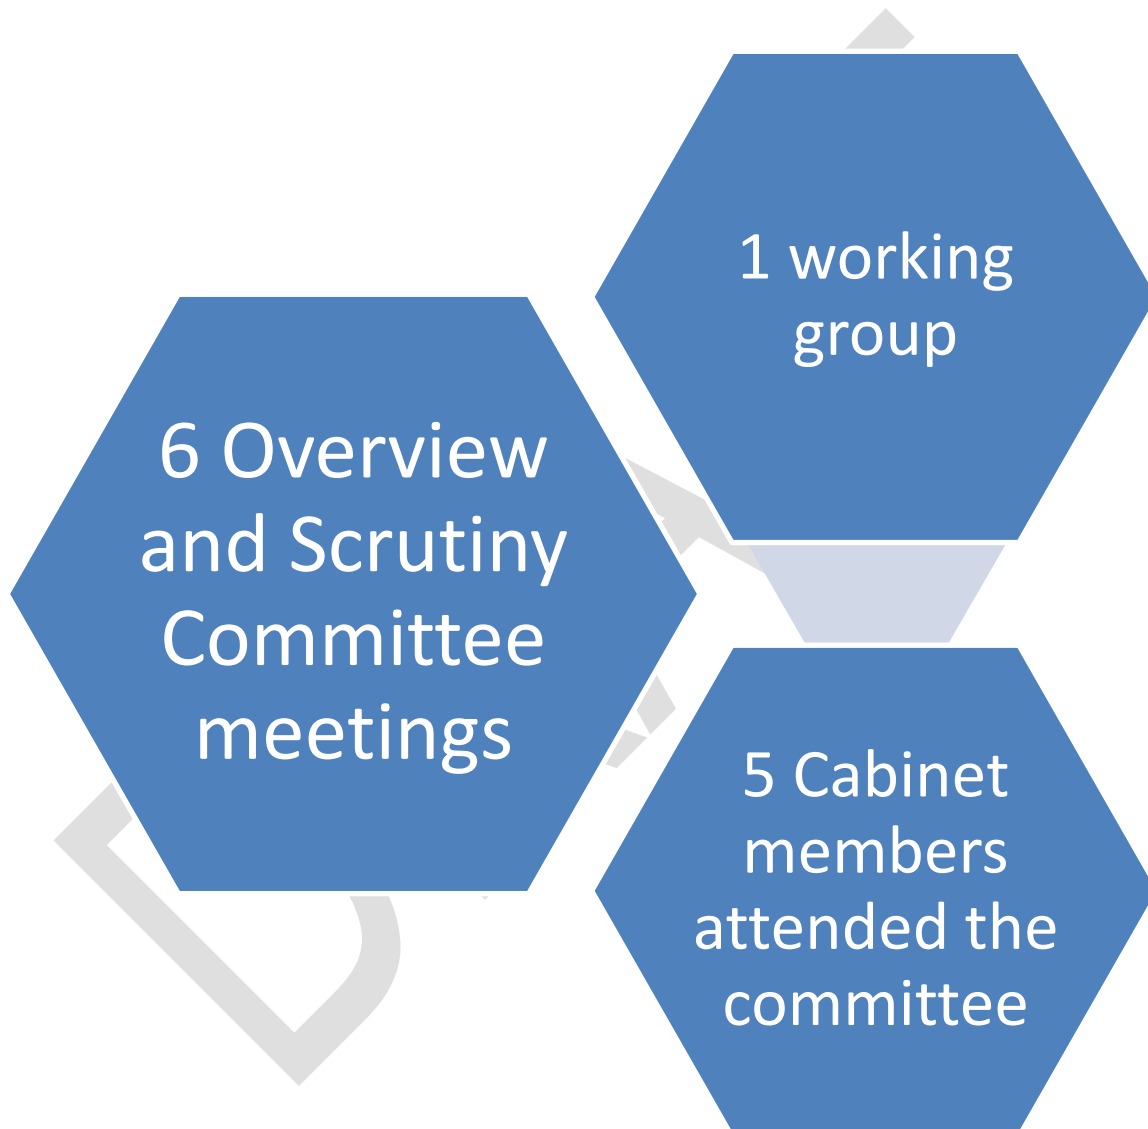 6 Overview
and Scrutiny
Committee
meetings
1 working
group
5 Cabinet
members
attended the
committee